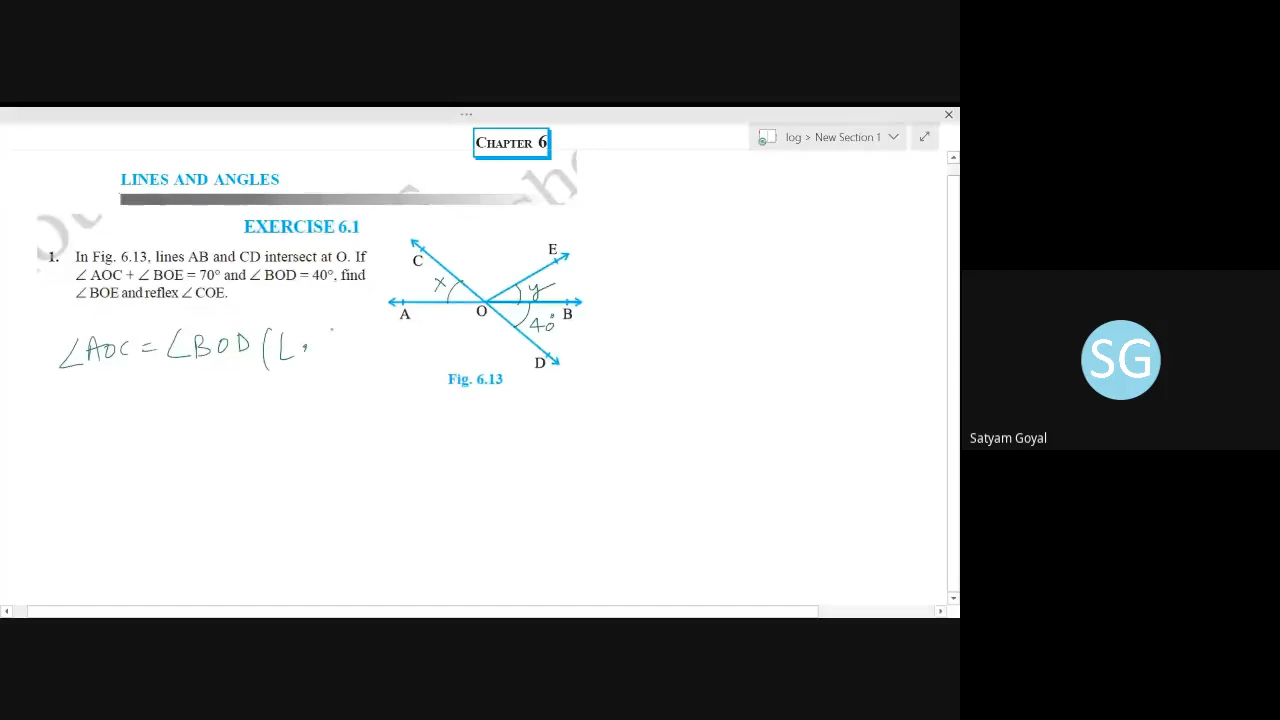 ...
CHAPTER 6
log > New Section 1
LINES AND ANGLES
EXERCISE 6.1
1. In Fig. 6.13, lines AB and CD intersect at O. If
∠ AOC + ∠ BOE = 70° and ∠ BOD = 40°, find
∠ BOE and reflex ∠ COE.
C
E
x
y
A
O
B
40°
D
Fig. 6.13
∠AOC = ∠BOD (
SG
Satyam Goyal